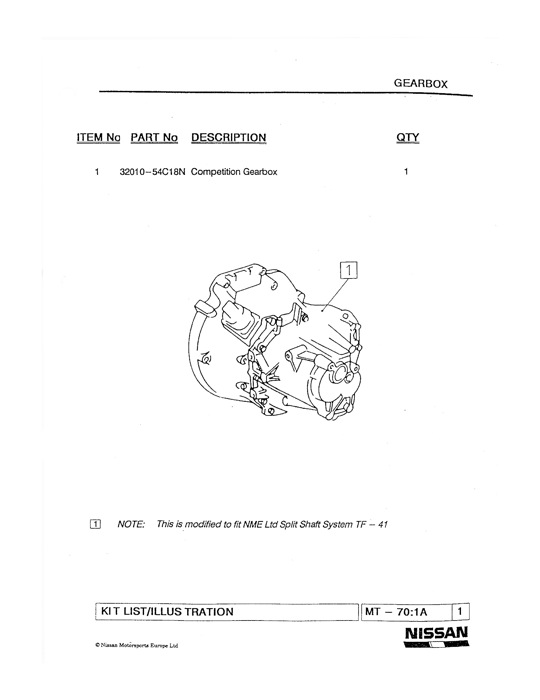 GEARBOX
ITEM No PART No DESCRIPTION QTY
1 32010-54C18N Competition Gearbox 1
1
1 NOTE: This is modified to fit NME Ltd Split Shaft System TF - 41
KIT LIST/ILLUSTRATION MT - 70:1A 1
NISSAN
© Nissan Motorsports Europe Ltd